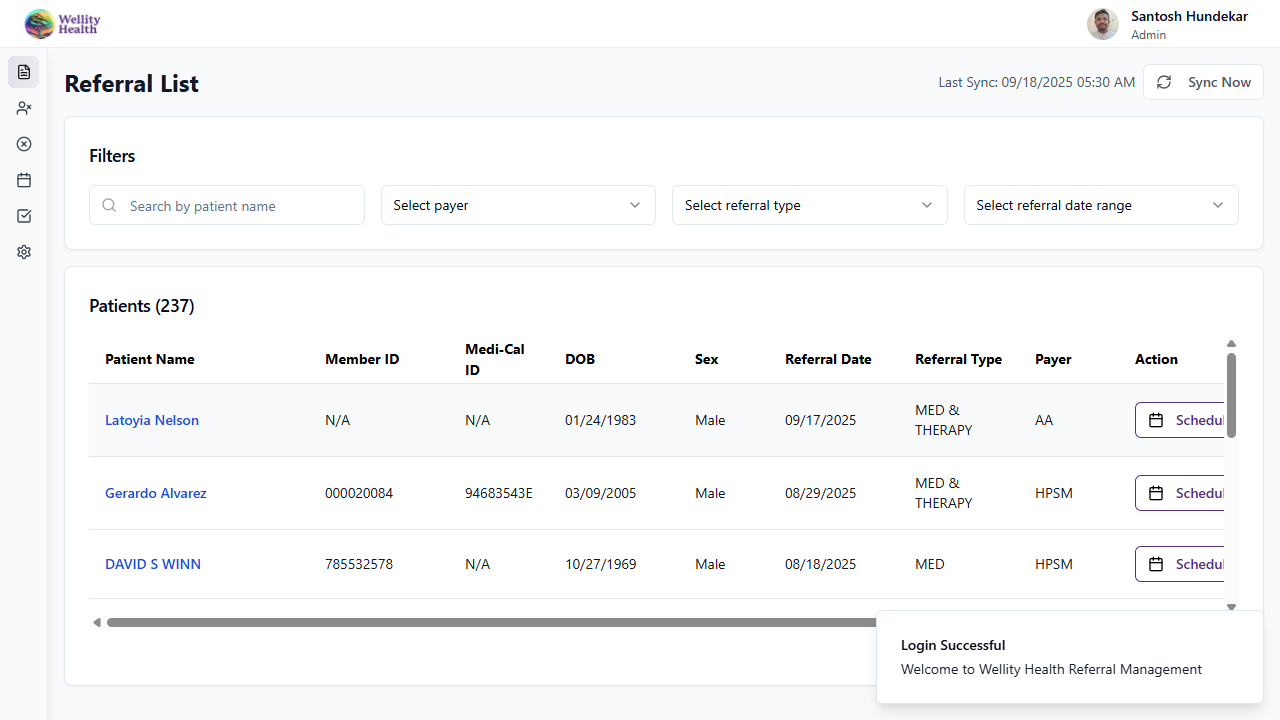 Wellity
Health
Santosh Hundekar
Admin
Referral List
Last Sync: 09/18/2025 05:30 AM
Sync Now
Filters
Search by patient name
Select payer
Select referral type
Select referral date range
Patients (237)
Patient Name Member ID Medi-Cal ID DOB Sex Referral Date Referral Type Payer Action
Latoyia Nelson N/A N/A 01/24/1983 Male 09/17/2025 MED & THERAPY AA Schedul
Gerardo Alvarez 000020084 94683543E 03/09/2005 Male 08/29/2025 MED & THERAPY HPSM Schedul
DAVID S WINN 785532578 N/A 10/27/1969 Male 08/18/2025 MED HPSM Schedul
Login Successful
Welcome to Wellity Health Referral Management